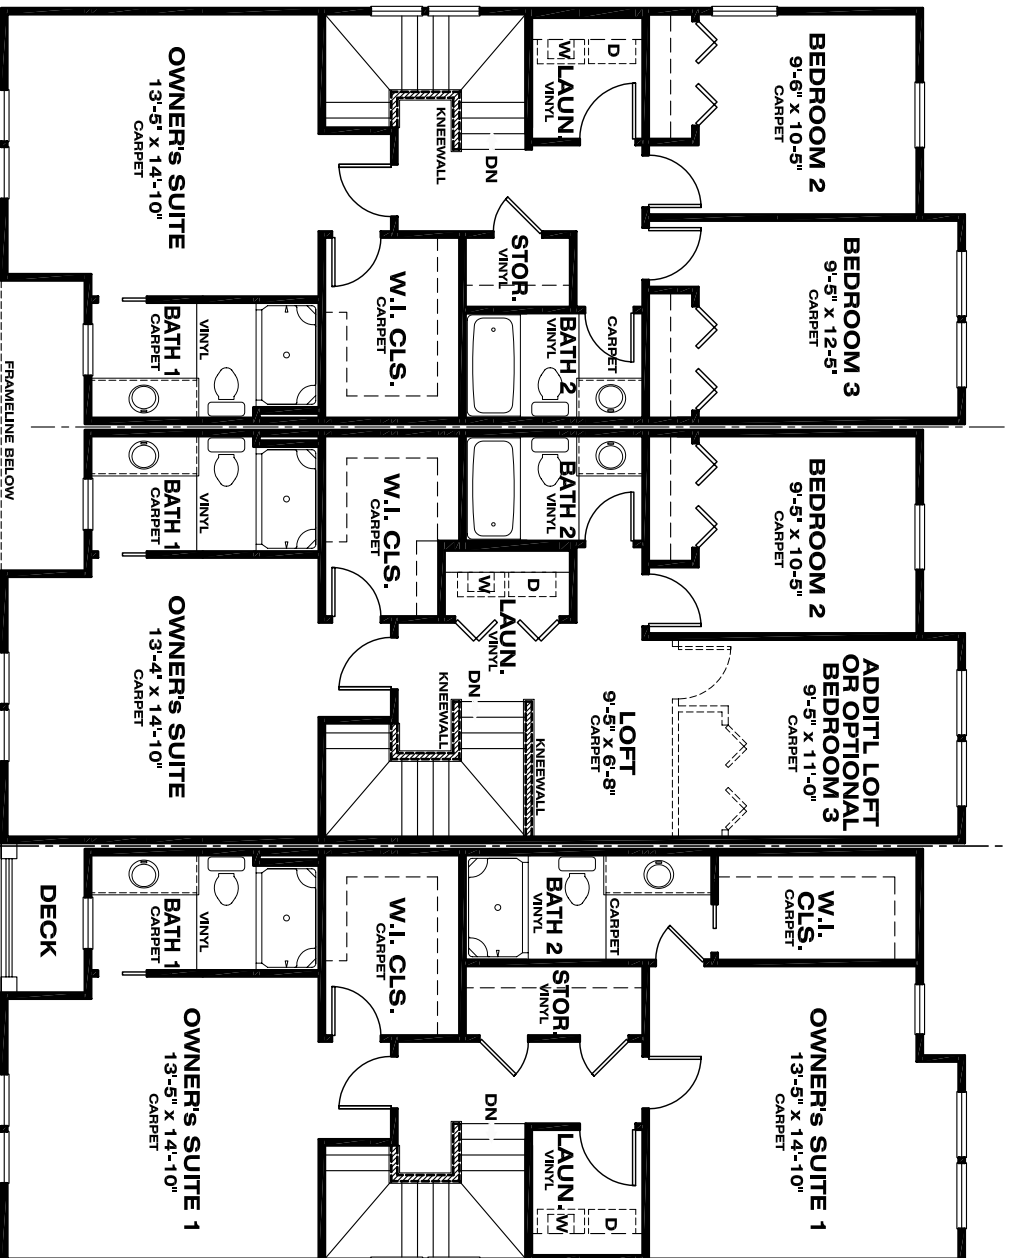 OWNER's SUITE
13'-5" x 14'-10"
CARPET
KNEEWALL
DN
W
D
LAUN.
VINYL
BEDROOM 2
9'-6" x 10'-5"
CARPET
BEDROOM 3
9'-5" x 12'-5"
CARPET
STOR.
VINYL
W.I. CLS.
CARPET
BATH 1
CARPET
VINYL
BATH 2
VINYL
CARPET
FRAMELINE BELOW
BATH 1
CARPET
VINYL
W.I. CLS.
CARPET
BATH 2
VINYL
BEDROOM 2
9'-5" x 10'-5"
CARPET
W
D
LAUN.
VINYL
OWNER's SUITE
13'-4" x 14'-10"
CARPET
KNEEWALL
DN
KNEEWALL
LOFT
9'-5" x 6'-8"
CARPET
ADDIT'L LOFT
OR OPTIONAL
BEDROOM 3
9'-5" x 11'-0"
CARPET
DECK
BATH 1
CARPET
VINYL
W.I. CLS.
CARPET
BATH 2
VINYL
CARPET
W.I.
CLS.
CARPET
STOR.
VINYL
OWNER's SUITE 1
13'-5" x 14'-10"
CARPET
DN
LAUN.
VINYL
W
D
OWNER's SUITE 1
13'-5" x 14'-10"
CARPET